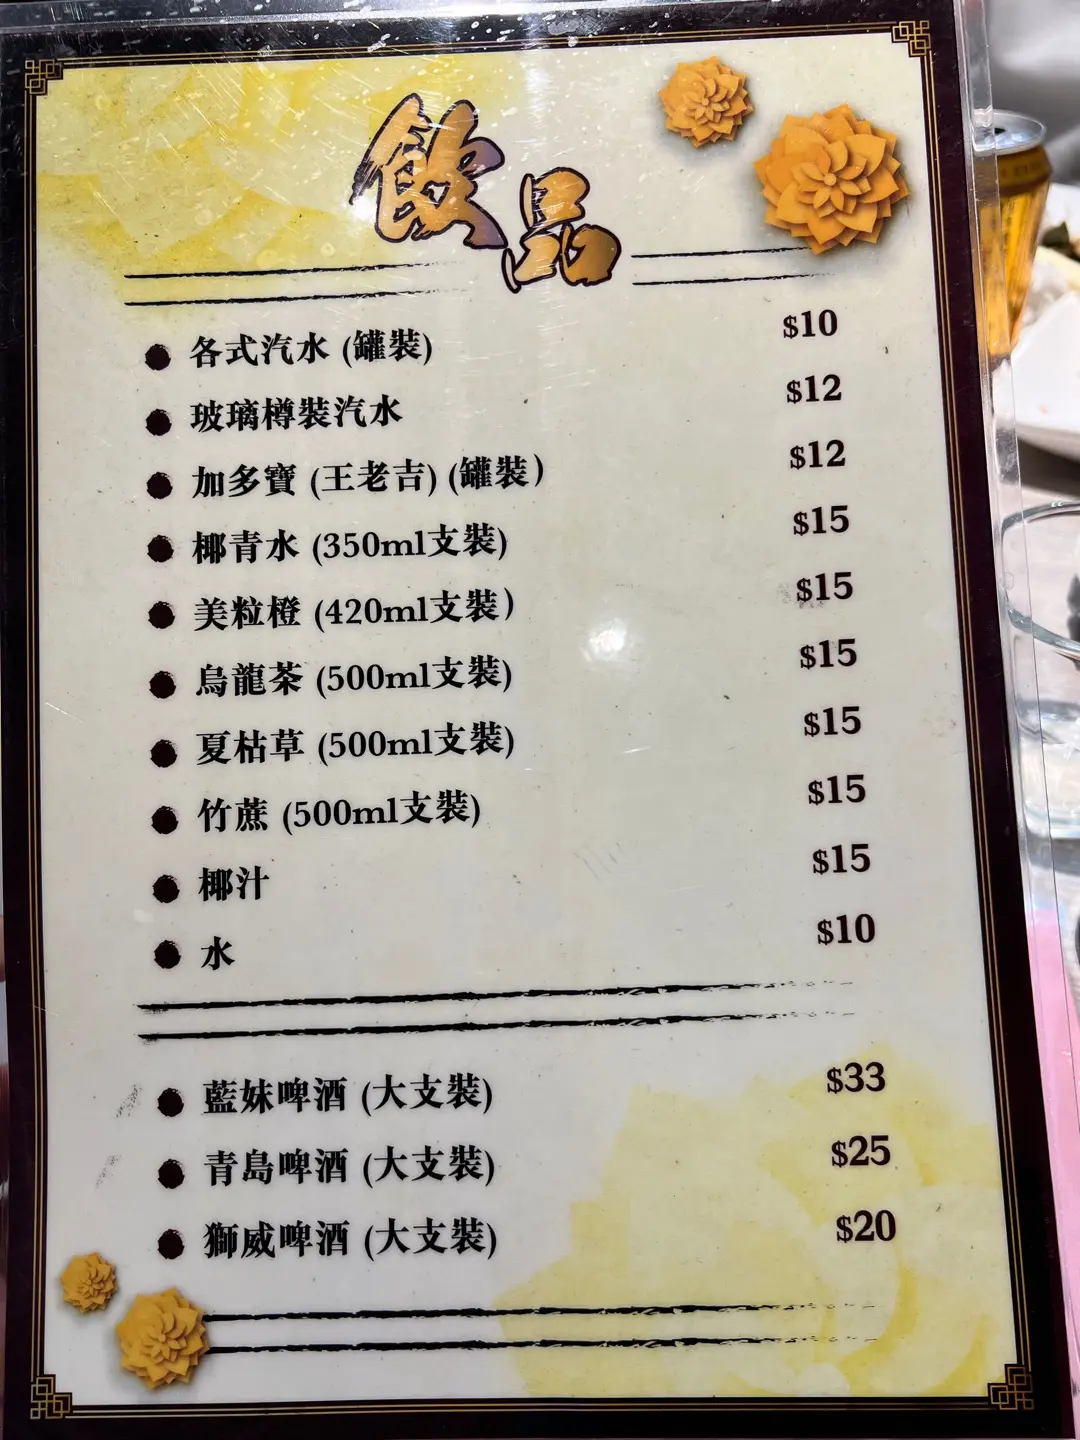 飲品
各式汽水 (罐裝) $10
玻璃樽裝汽水 $12
加多寶 (王老吉) (罐裝) $12
椰青水 (350ml支裝) $15
美粒橙 (420ml支裝) $15
烏龍茶 (500ml支裝) $15
夏枯草 (500ml支裝) $15
竹蔗 (500ml支裝) $15
椰汁 $15
水 $10
藍妹啤酒 (大支裝) $33
青島啤酒 (大支裝) $25
獅威啤酒 (大支裝) $20